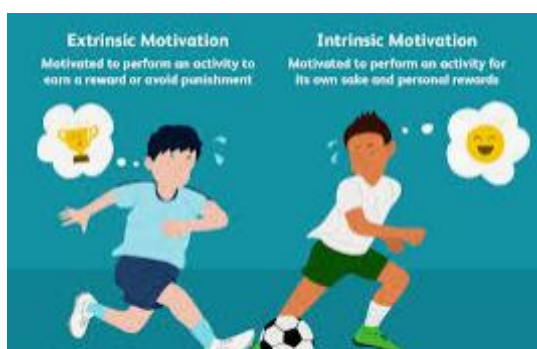 Extrinsic Motivation
Motivated to perform an activity to
earn a reward or avoid punishment
Intrinsic Motivation
Motivated to perform an activity for
its own sake and personal rewards